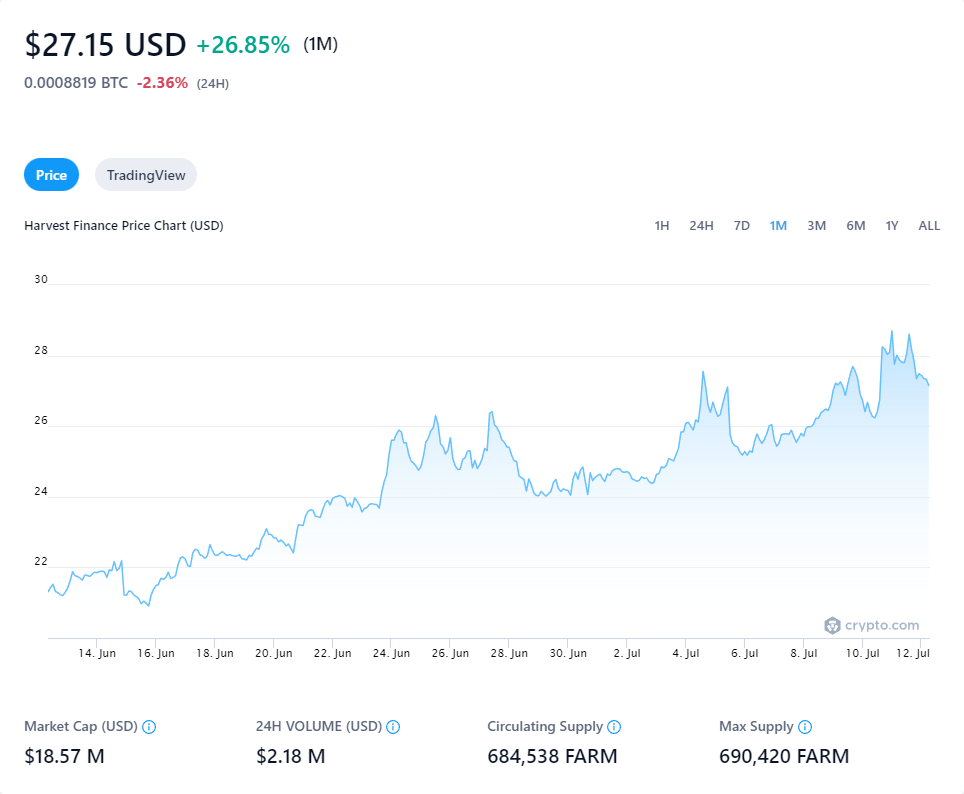 $27.15 USD +26.85% (1M)
0.0008819 BTC -2.36% (24H)
Price TradingView
Harvest Finance Price Chart (USD) 1H 24H 7D 1M 3M 6M 1Y ALL
30
28
26
24
22
crypto.com
14. Jun 16. Jun 18. Jun 20. Jun 22. Jun 24. Jun 26. Jun 28. Jun 30. Jun 2. Jul 4. Jul 6. Jul 8. Jul 10. Jul 12. Jul
Market Cap (USD) 24H VOLUME (USD) Circulating Supply Max Supply
$18.57 M $2.18 M 684,538 FARM 690,420 FARM